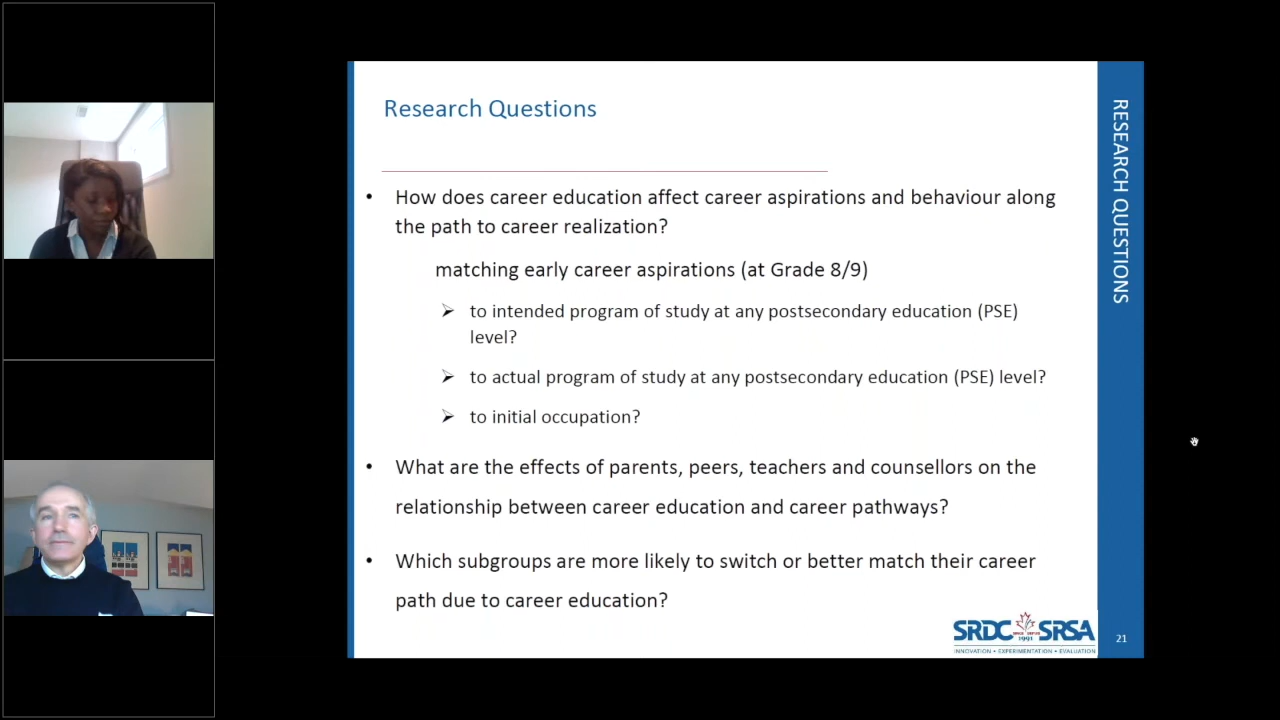 Research Questions
• How does career education affect career aspirations and behaviour along
the path to career realization?
matching early career aspirations (at Grade 8/9)
➢ to intended program of study at any postsecondary education (PSE)
level?
➢ to actual program of study at any postsecondary education (PSE) level?
➢ to initial occupation?
• What are the effects of parents, peers, teachers and counsellors on the
relationship between career education and career pathways?
• Which subgroups are more likely to switch or better match their career
path due to career education?
RESEARCH QUESTIONS
SRDC SRSA
1991
INNOVATION • EXPERIMENTATION • EVALUATION
21